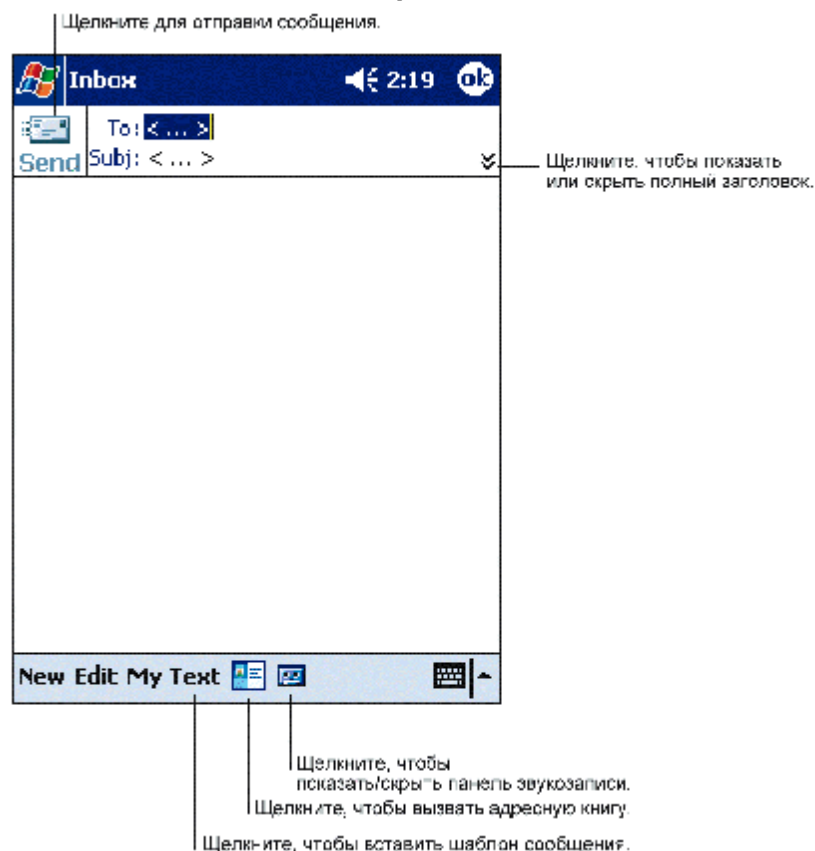 Щелкните для отправки сообщения.
Inbox 2:19 ok
To: < ... >
Send Subj: < ... >
Щелкните, чтобы показать
или скрыть полный заголовок.
New Edit My Text
Щелкните, чтобы
показать/скрыть панель звукозаписи.
Щелкните, чтобы вызвать адресную книгу.
Щелкните, чтобы вставить шаблон сообщения.